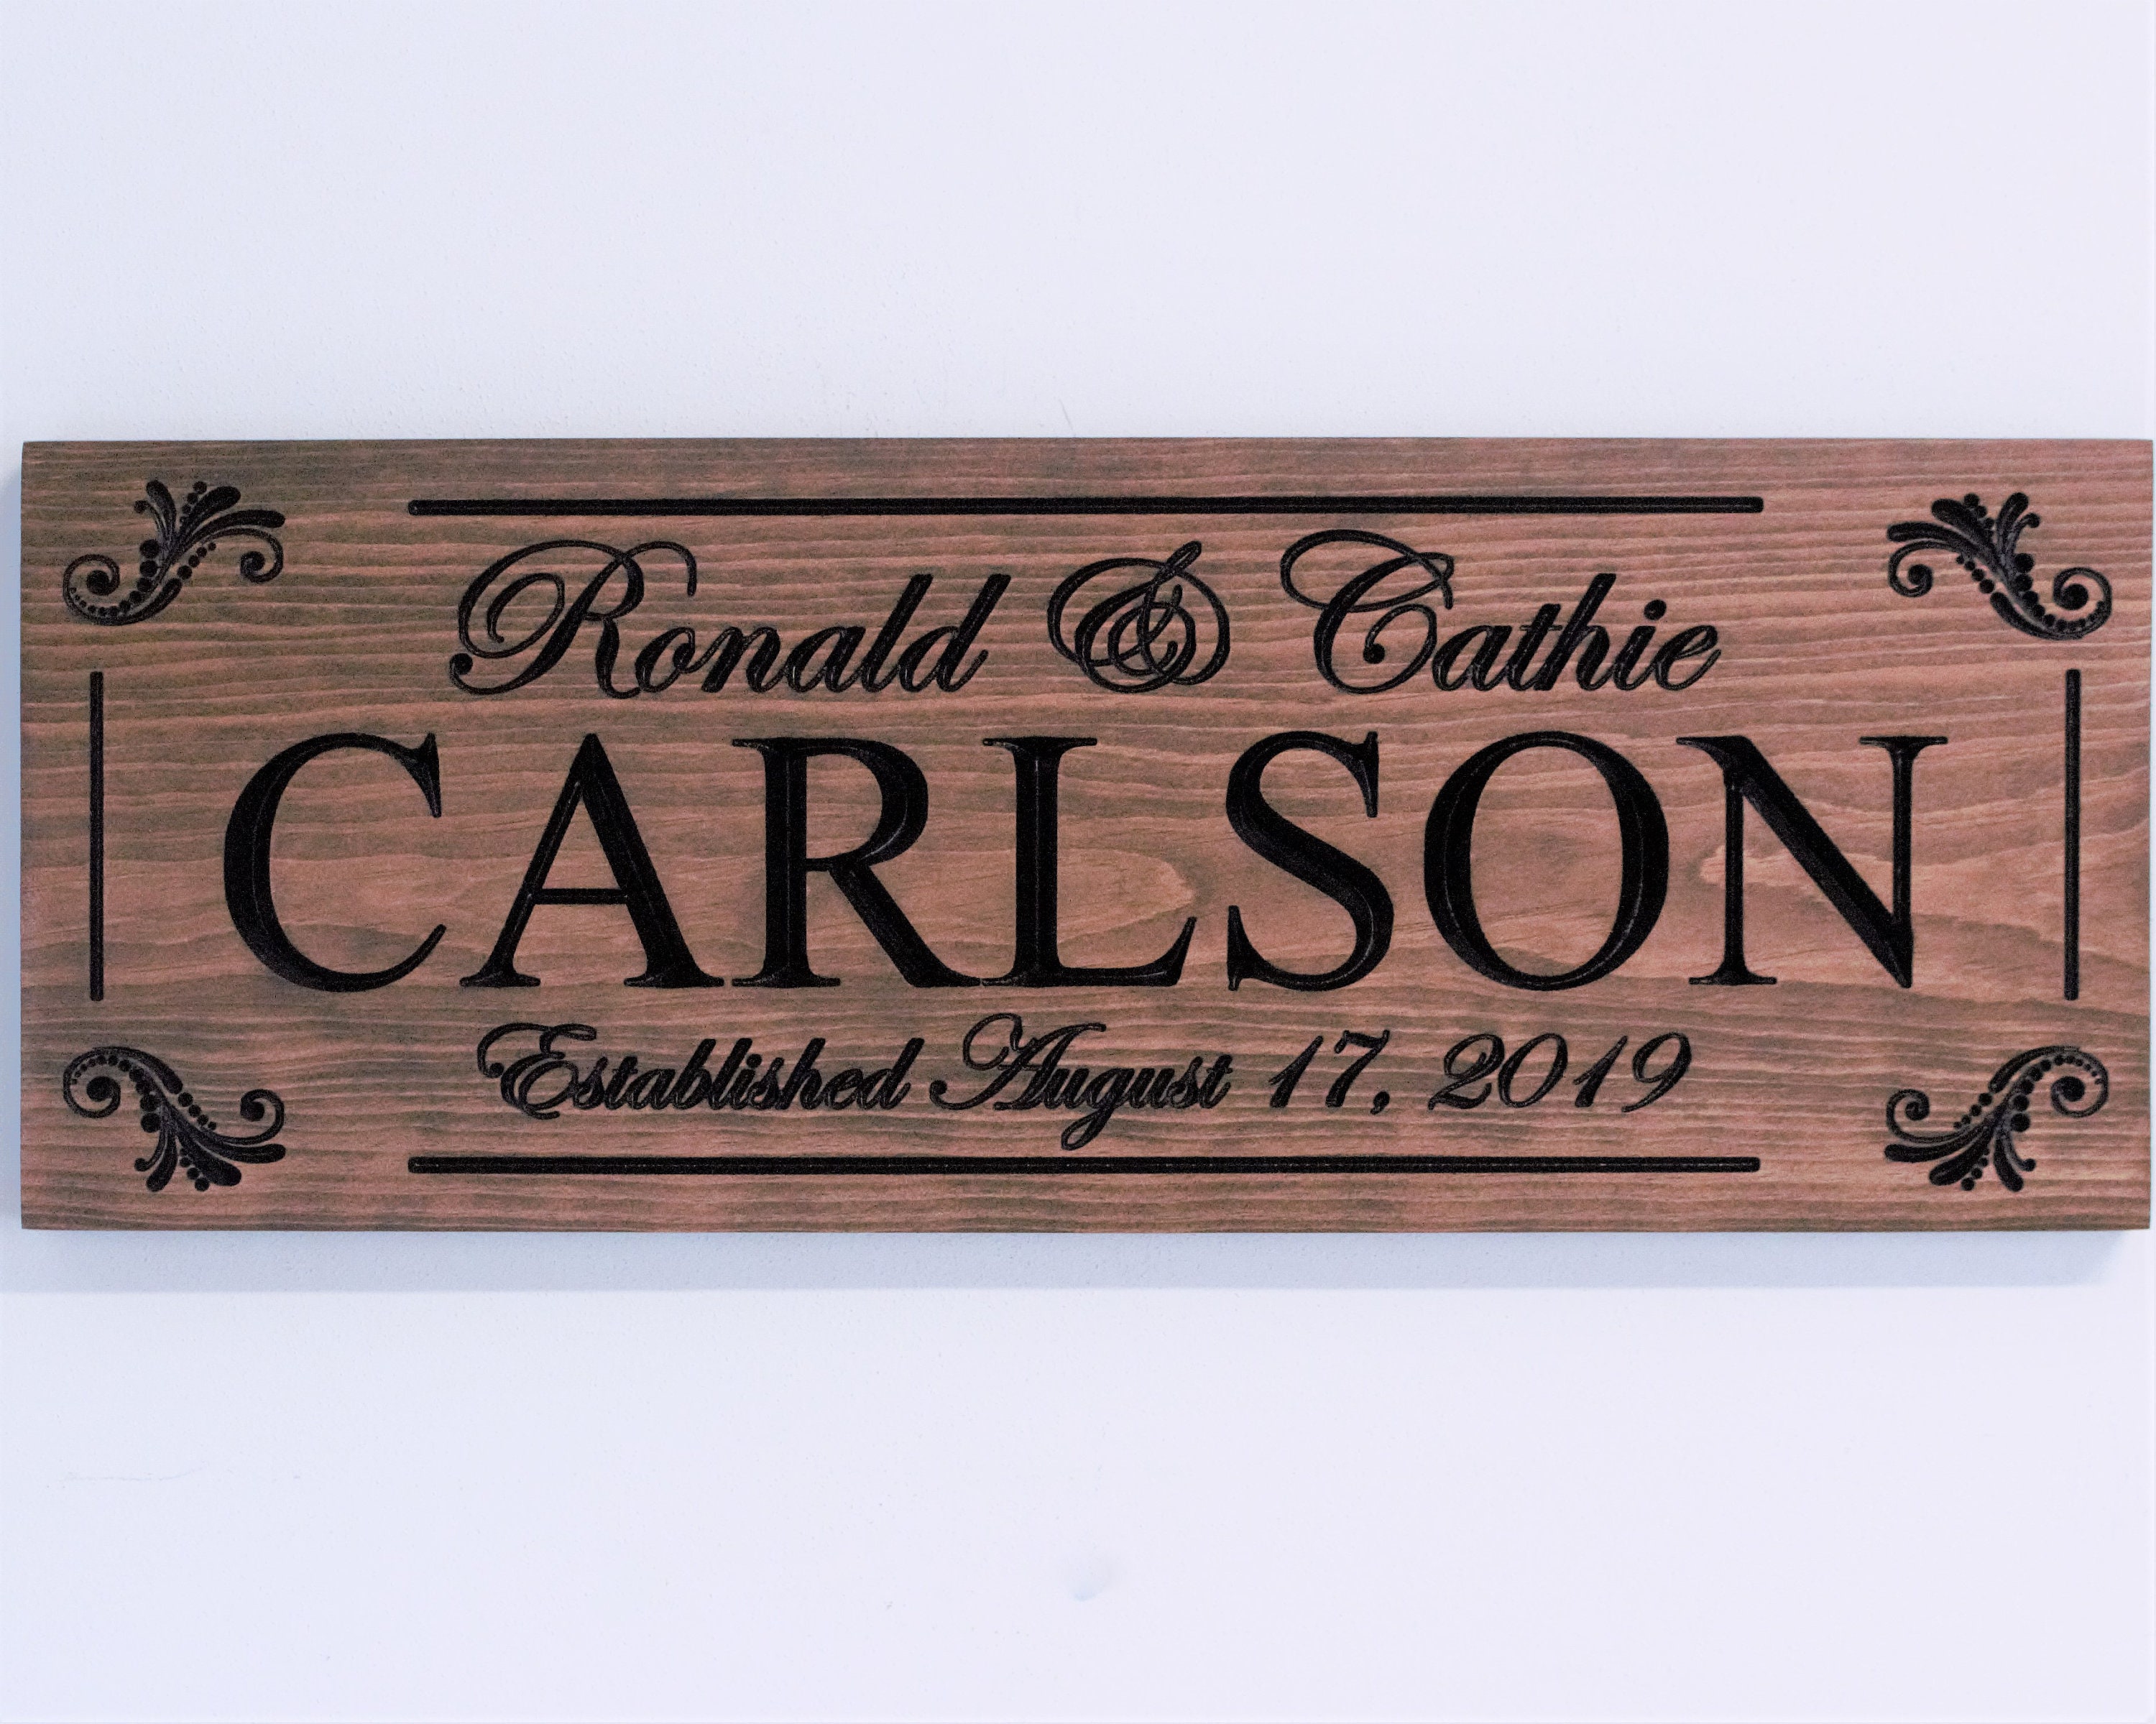 Ronald & Cathie
CARLSON
Established August 17, 2019